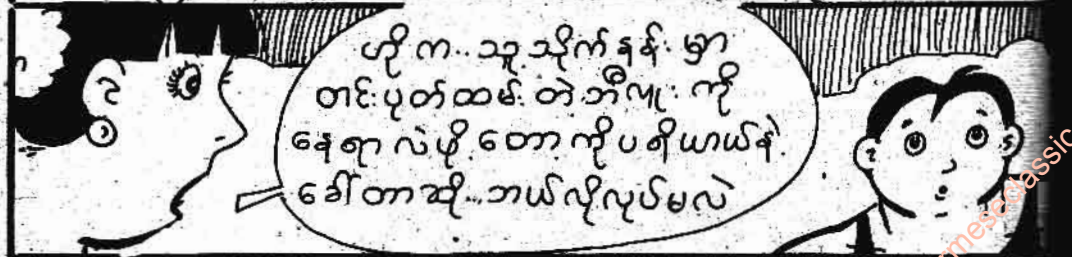 ဟိုက..သူ့သိုက်နန်းမှာ
တင်းပုတ်ထမ်းတဲ့ဘီလူးကို
နေရာလဲဖို့တော့ကိုပရိယာယ်နဲ့
ခေါ်တာဆို...ဘယ်လိုလုပ်မလဲ